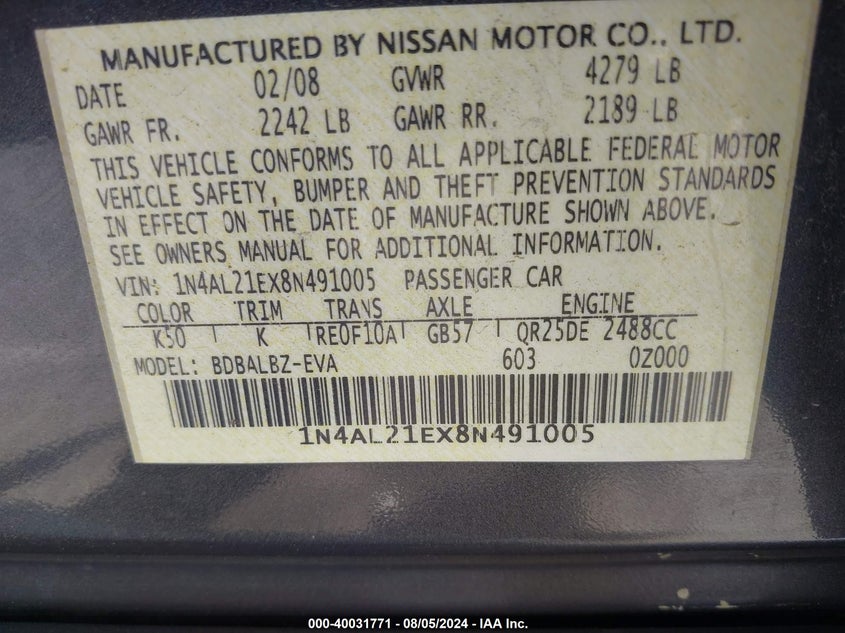 MANUFACTURED BY NISSAN MOTOR CO., LTD.
DATE 02/08 GVWR 4279 LB
GAWR FR. 2242 LB GAWR RR. 2189 LB
THIS VEHICLE CONFORMS TO ALL APPLICABLE FEDERAL MOTOR
VEHICLE SAFETY, BUMPER AND THEFT PREVENTION STANDARDS
IN EFFECT ON THE DATE OF MANUFACTURE SHOWN ABOVE.
SEE OWNERS MANUAL FOR ADDITIONAL INFORMATION.
VIN: 1N4AL21EX8N491005 PASSENGER CAR
COLOR TRIM TRANS AXLE ENGINE
K50 K RE0F10A GB57 QR25DE 2488CC
MODEL: BDBALBZ-EVA 603 0Z000
1N4AL21EX8N491005
000-40031771 - 08/05/2024 - IAA Inc.